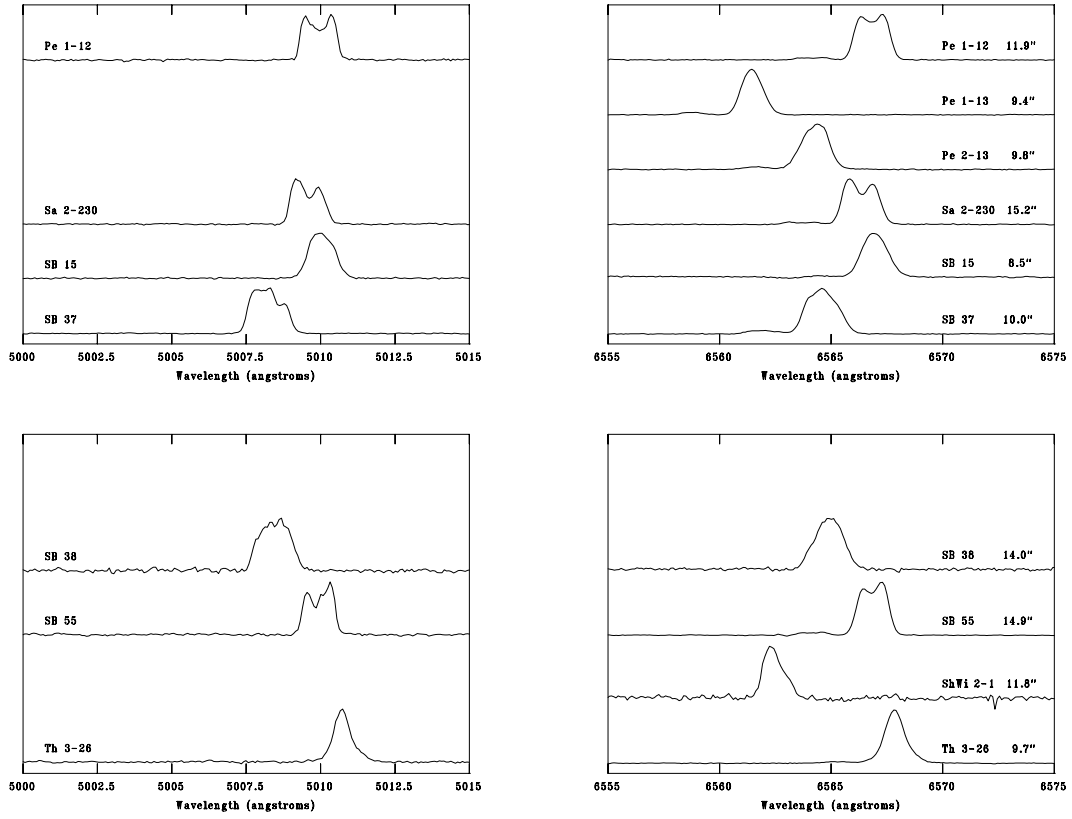 Pe 1-12
Sa 2-230
SB 15
SB 37
5000 5002.5 5005 5007.5 5010 5012.5 5015
Wavelength (angstroms)
Pe 1-12 11.9"
Pe 1-13 9.4"
Pe 2-13 9.8"
Sa 2-230 15.2"
SB 15 8.5"
SB 37 10.0"
6555 6560 6565 6570 6575
Wavelength (angstroms)
SB 38
SB 55
Th 3-26
5000 5002.5 5005 5007.5 5010 5012.5 5015
Wavelength (angstroms)
SB 38 14.0"
SB 55 14.9"
ShWi 2-1 11.8"
Th 3-26 9.7"
6555 6560 6565 6570 6575
Wavelength (angstroms)